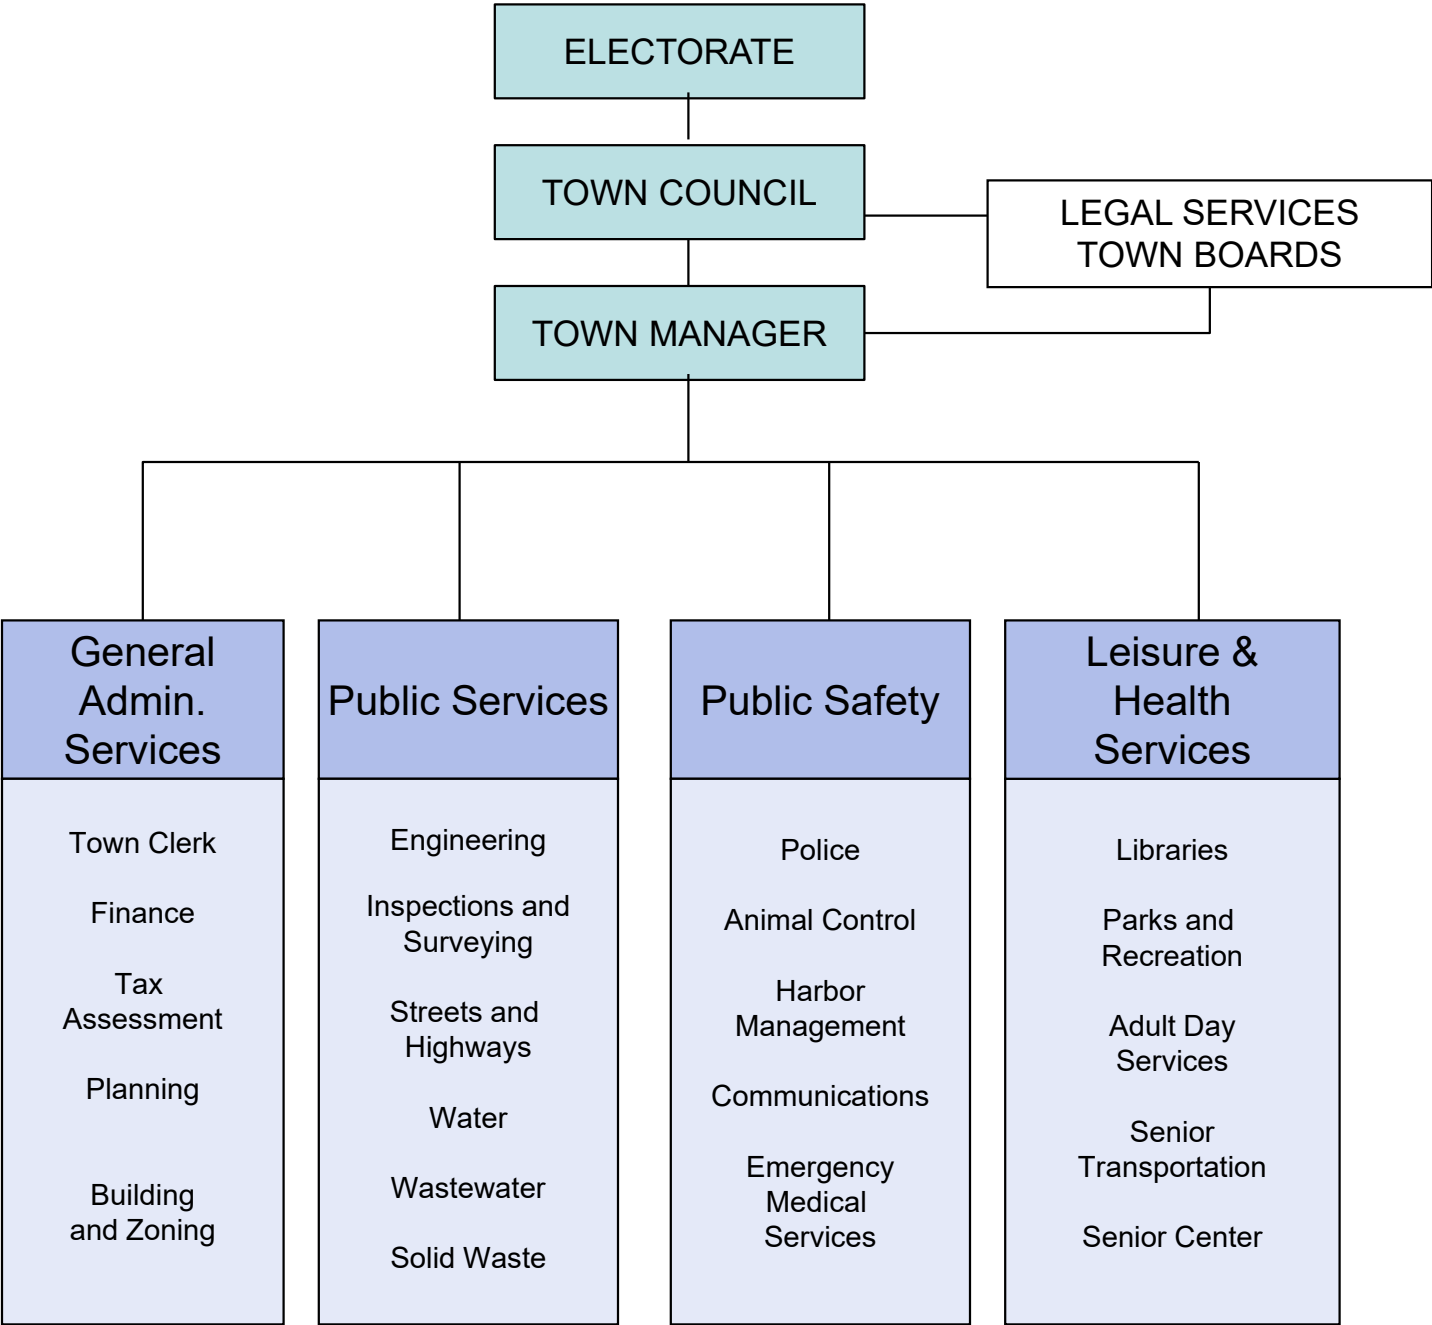 ELECTORATE
TOWN COUNCIL
LEGAL SERVICES
TOWN BOARDS
TOWN MANAGER
General
Admin.
Services
Town Clerk
Finance
Tax
Assessment
Planning
Building
and Zoning
Public Services
Engineering
Inspections and
Surveying
Streets and
Highways
Water
Wastewater
Solid Waste
Public Safety
Police
Animal Control
Harbor
Management
Communications
Emergency
Medical
Services
Leisure &
Health
Services
Libraries
Parks and
Recreation
Adult Day
Services
Senior
Transportation
Senior Center